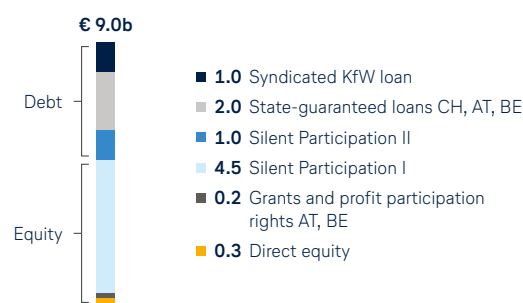 € 9.0b
Debt
Equity
1.0 Syndicated KfW loan
2.0 State-guaranteed loans CH, AT, BE
1.0 Silent Participation II
4.5 Silent Participation I
0.2 Grants and profit participation
rights AT, BE
0.3 Direct equity